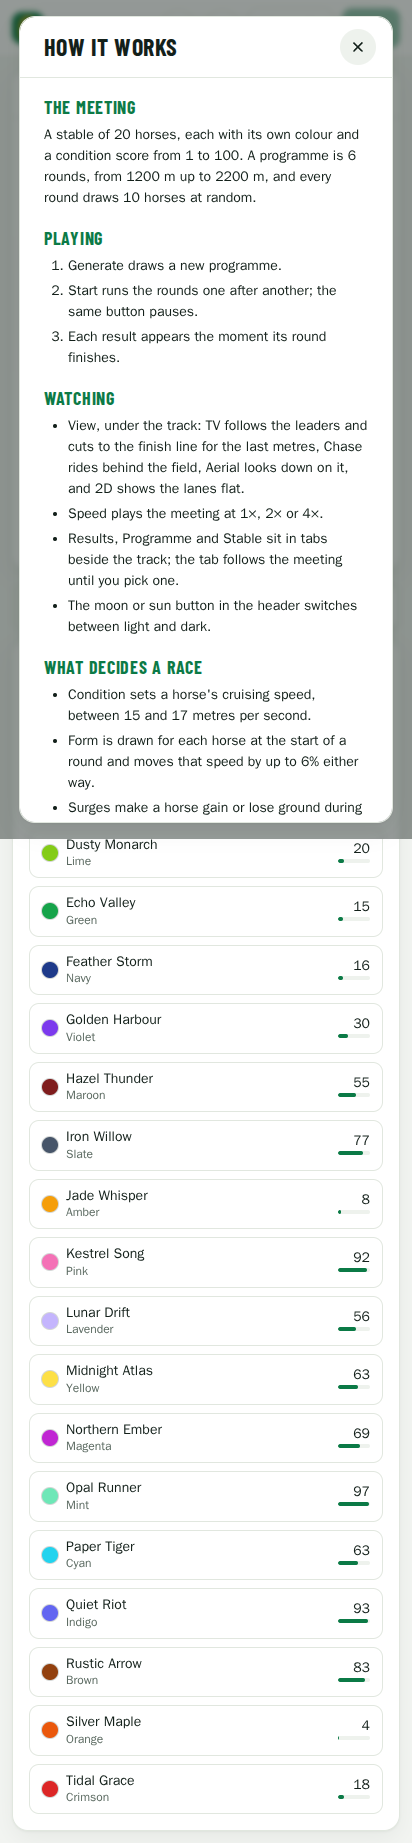 HOW IT WORKS
THE MEETING
A stable of 20 horses, each with its own colour and
a condition score from 1 to 100. A programme is 6
rounds, from 1200 m up to 2200 m, and every
round draws 10 horses at random.
PLAYING
1. Generate draws a new programme.
2. Start runs the rounds one after another; the
same button pauses.
3. Each result appears the moment its round
finishes.
WATCHING
• View, under the track: TV follows the leaders and
cuts to the finish line for the last metres, Chase
rides behind the field, Aerial looks down on it,
and 2D shows the lanes flat.
• Speed plays the meeting at 1×, 2× or 4×.
• Results, Programme and Stable sit in tabs
beside the track; the tab follows the meeting
until you pick one.
• The moon or sun button in the header switches
between light and dark.
WHAT DECIDES A RACE
• Condition sets a horse's cruising speed,
between 15 and 17 metres per second.
• Form is drawn for each horse at the start of a
round and moves that speed by up to 6% either
way.
• Surges make a horse gain or lose ground during
Dusty Monarch
20
Lime
Echo Valley
15
Green
Feather Storm
16
Navy
Golden Harbour
30
Violet
Hazel Thunder
55
Maroon
Iron Willow
77
Slate
Jade Whisper
8
Amber
Kestrel Song
92
Pink
Lunar Drift
56
Lavender
Midnight Atlas
63
Yellow
Northern Ember
69
Magenta
Opal Runner
97
Mint
Paper Tiger
63
Cyan
Quiet Riot
93
Indigo
Rustic Arrow
83
Brown
Silver Maple
4
Orange
Tidal Grace
18
Crimson